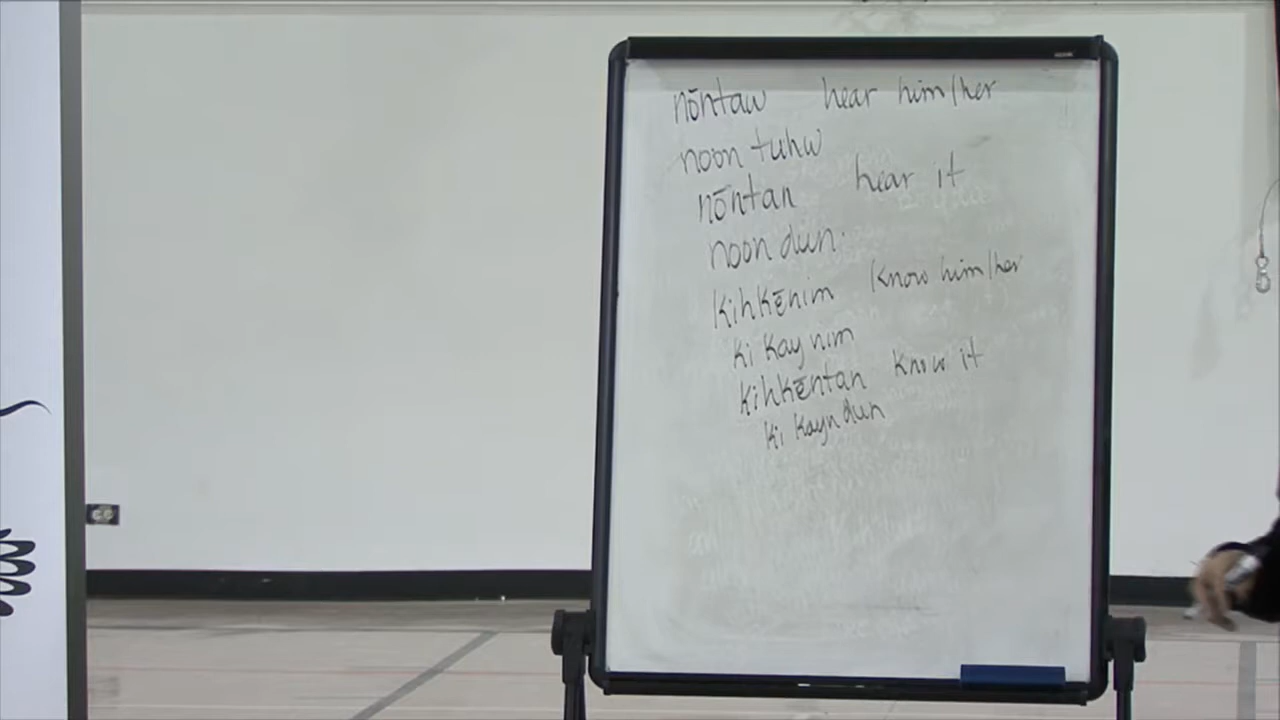 nōntaw hear him/her
noon tuhw
nōntan hear it
noon dun.
kihkēnim know him/her
ki kay nim
kihkēntan know it
ki kayn dun